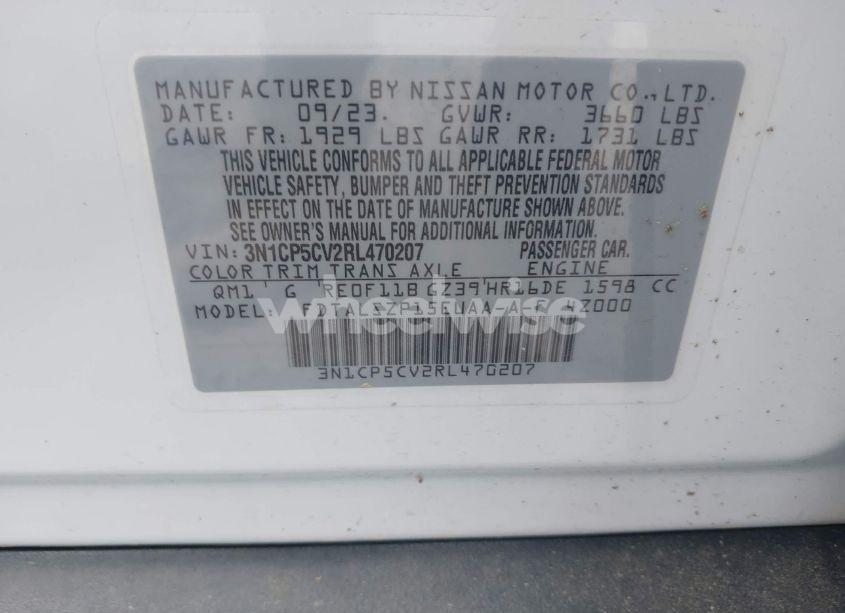 MANUFACTURED BY NISSAN MOTOR CO., LTD.
DATE: 09/23. GVWR: 3660 LBS
GAWR FR: 1929 LBS GAWR RR: 1731 LBS
THIS VEHICLE CONFORMS TO ALL APPLICABLE FEDERAL MOTOR
VEHICLE SAFETY, BUMPER AND THEFT PREVENTION STANDARDS
IN EFFECT ON THE DATE OF MANUFACTURE SHOWN ABOVE.
SEE OWNER'S MANUAL FOR ADDITIONAL INFORMATION.
VIN: 3N1CP5CV2RL470207 PASSENGER CAR.
COLOR TRIM TRANS AXLE ENGINE
QM1 G RE0F11B GZ39 HR16DE 1598 CC
MODEL:
wheelwise
3N1CP5CV2RL470207